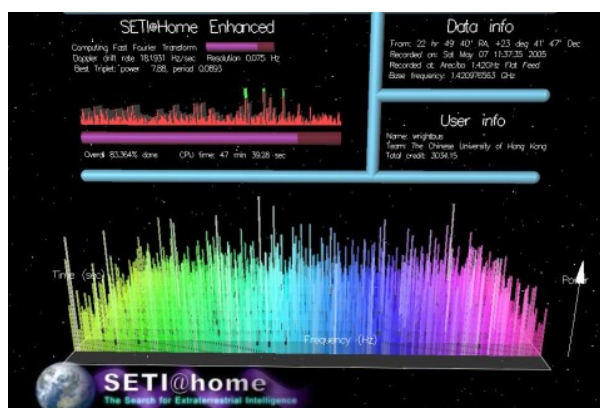 SETI@Home Enhanced
Computing Fast Fourier Transform
Doppler drift rate 18.1931 Hz/sec Resolution 0.075 Hz
Best Triplet: power 7.88, period 0.0893
Overall 83.364% done CPU time: 47 min 39.28 sec
Data info
From: 22 hr 49' 40" RA, +23 deg 41' 47" Dec
Recorded on: Sat May 07 11:37:35 2005
Recorded at: Arecibo 1.42GHz Flat Feed
Base frequency: 1.420976563 GHz
User info
Name: wrightbus
Team: The Chinese University of Hong Kong
Total credit: 3034.15
Time (sec)
Power
Frequency (Hz)
SETI@home
The Search for Extraterrestrial Intelligence